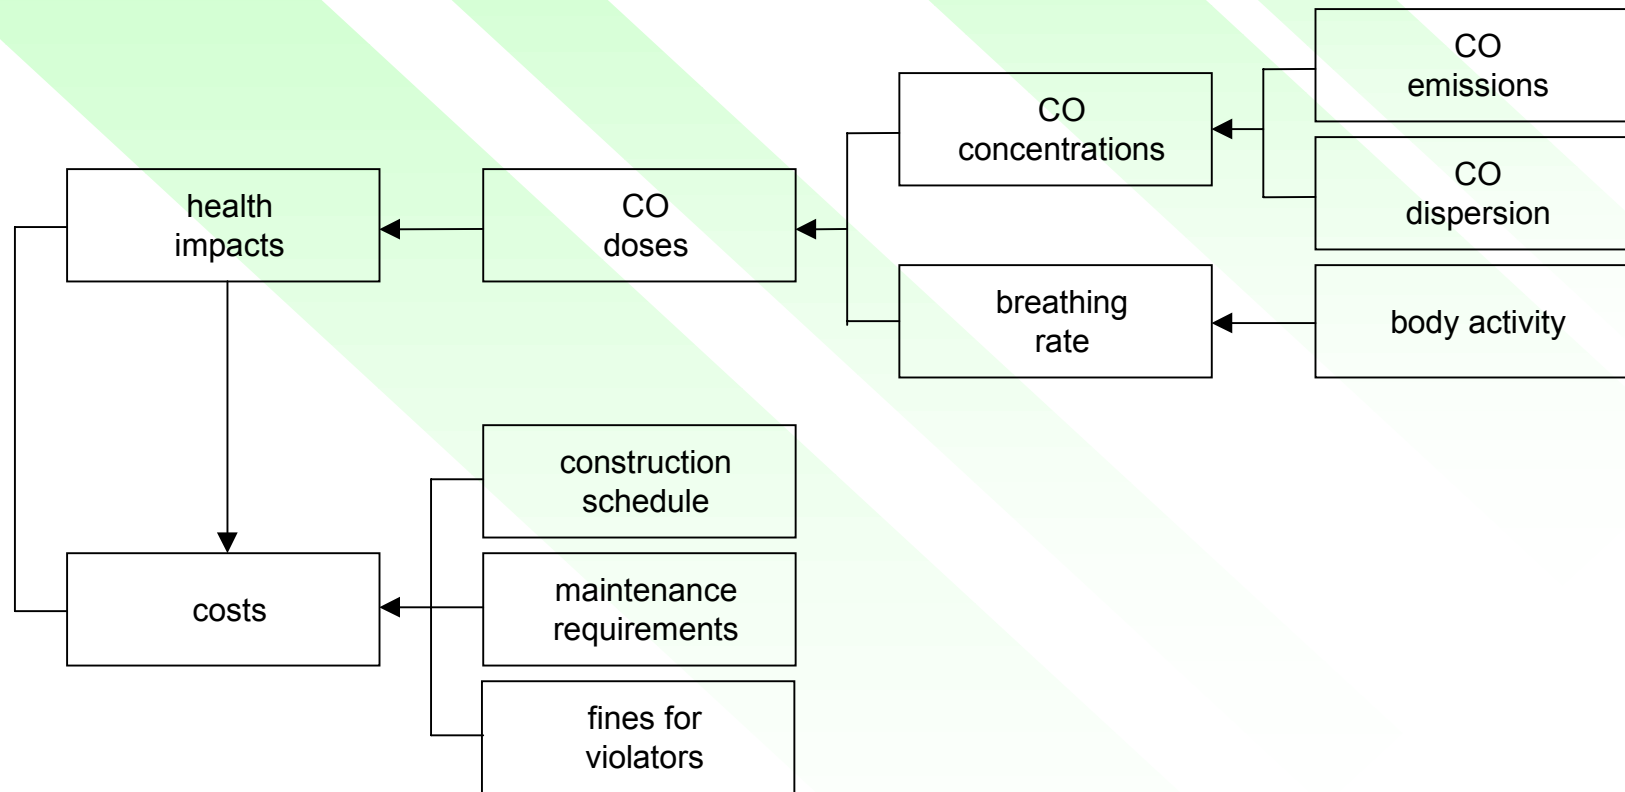 CO
emissions
CO
concentrations
CO
dispersion
health
impacts
CO
doses
breathing
rate
body activity
construction
schedule
costs
maintenance
requirements
fines for
violators